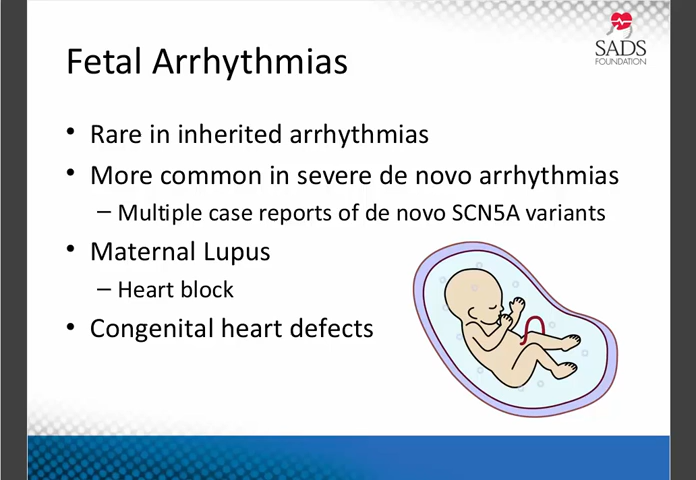 SADS
FOUNDATION
Fetal Arrhythmias
• Rare in inherited arrhythmias
• More common in severe de novo arrhythmias
– Multiple case reports of de novo SCN5A variants
• Maternal Lupus
– Heart block
• Congenital heart defects